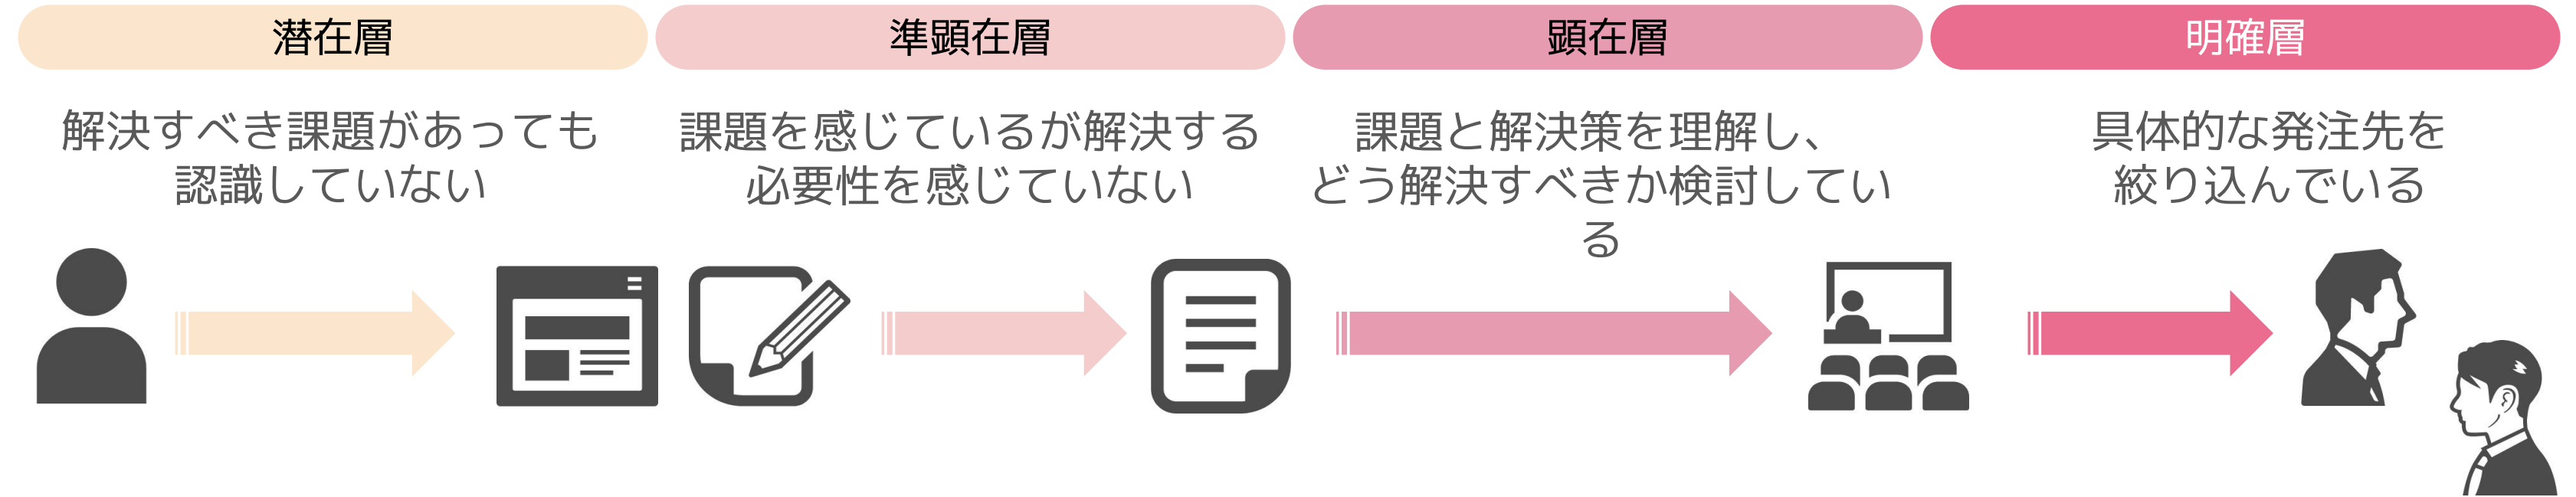 潜在層
解決すべき課題があっても
認識していない
準顕在層
課題を感じているが解決する
必要性を感じていない
顕在層
課題と解決策を理解し、
どう解決すべきか検討してい
る
明確層
具体的な発注先を
絞り込んでいる